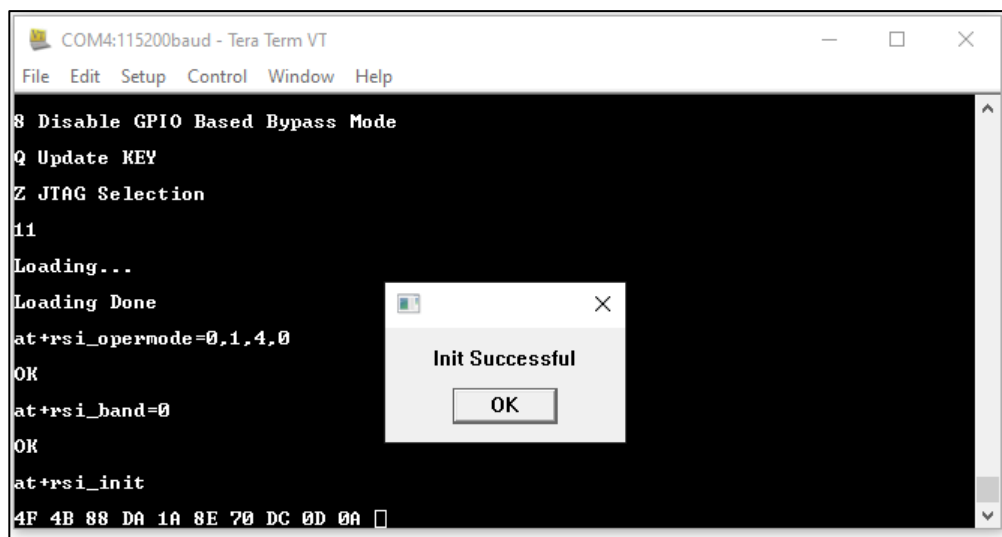 COM4:115200baud - Tera Term VT
File Edit Setup Control Window Help
8 Disable GPIO Based Bypass Mode
Q Update KEY
Z JTAG Selection
11
Loading...
Loading Done
at+rsi_opermode=0,1,4,0
OK
at+rsi_band=0
OK
at+rsi_init
4F 4B 88 DA 1A 8E 70 DC 0D 0A
Init Successful
OK